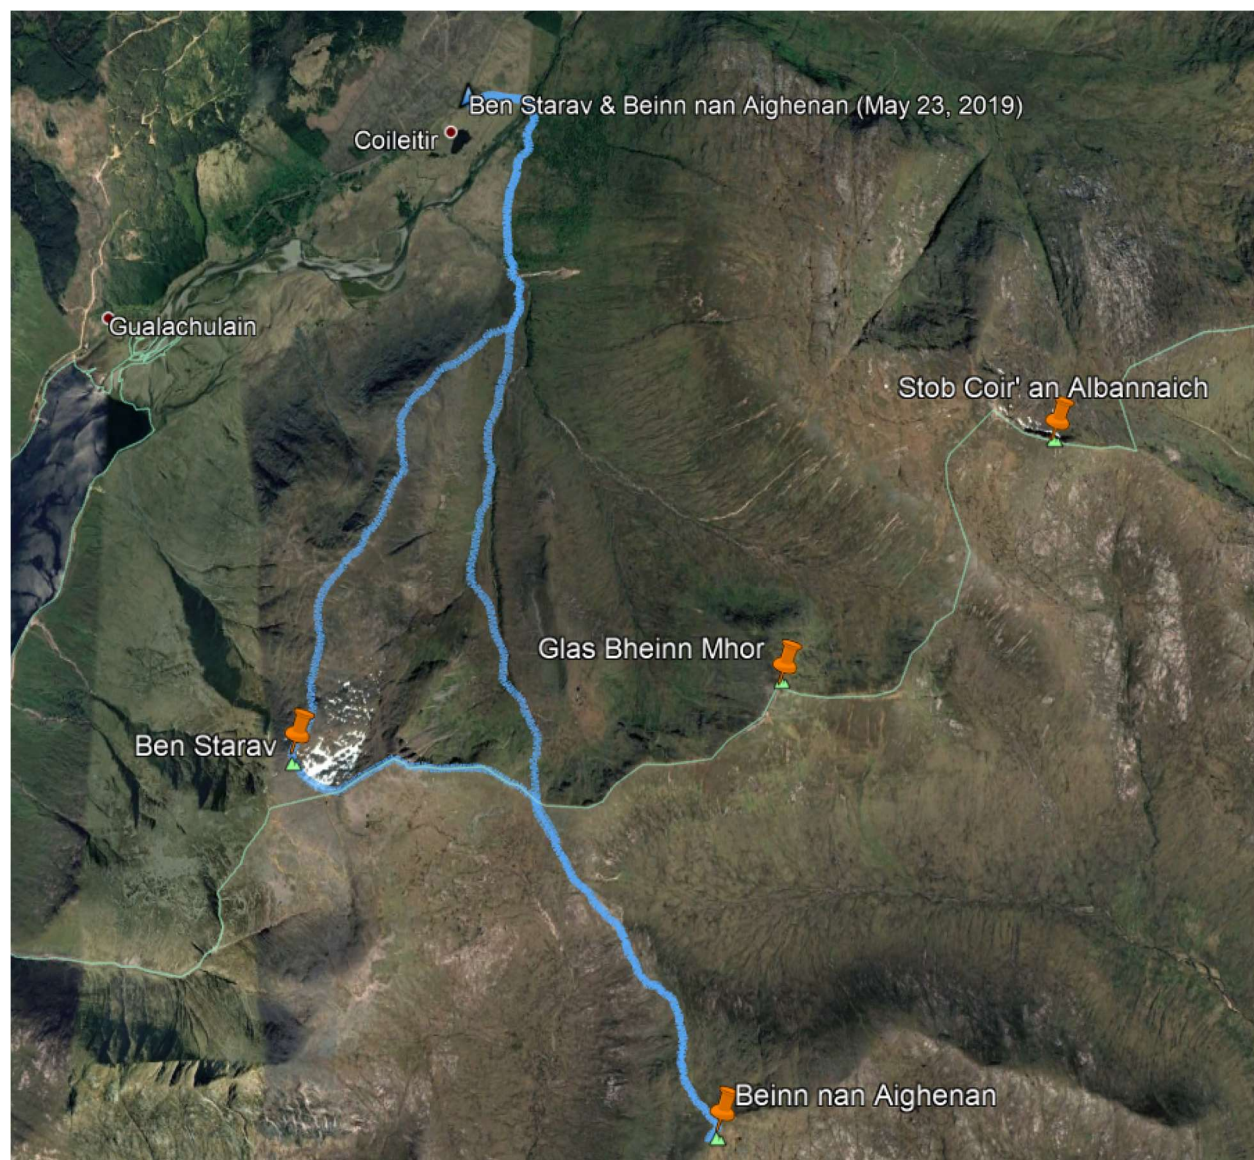 Ben Starav & Beinn nan Aighenan (May 23, 2019)
Coileitir
Gualachulain
Stob Coir' an Albannaich
Glas Bheinn Mhor
Ben Starav
Beinn nan Aighenan